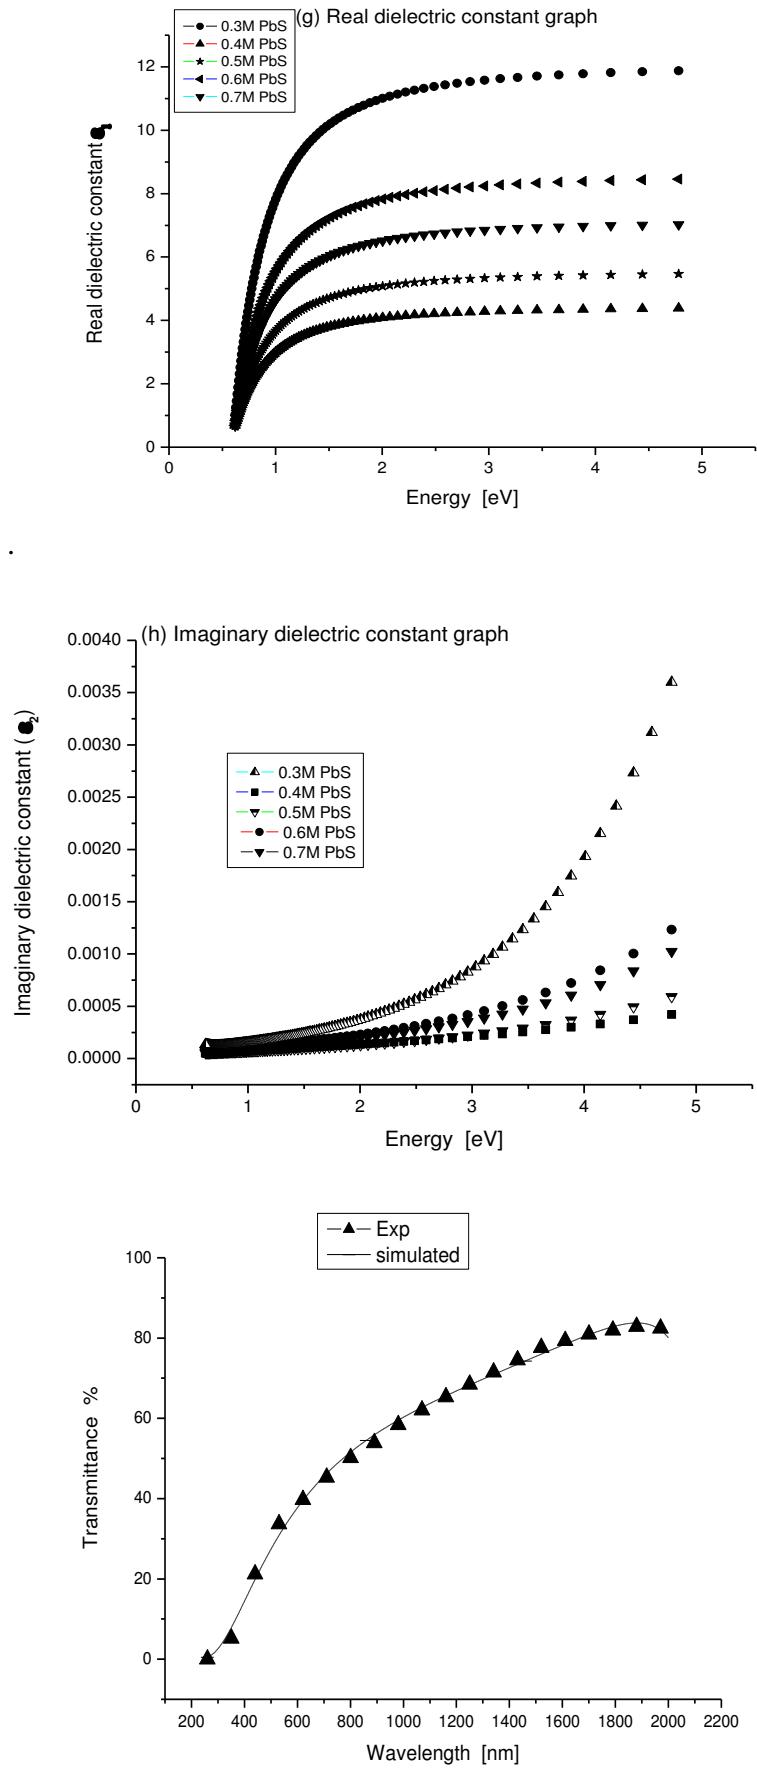 (g) Real dielectric constant graph
0.3M PbS
0.4M PbS
0.5M PbS
0.6M PbS
0.7M PbS
12
10
8
6
4
2
0
Real dielectric constant
0 1 2 3 4 5
Energy [eV]
.
(h) Imaginary dielectric constant graph
0.0040
0.0035
0.0030
0.0025
0.0020
0.0015
0.0010
0.0005
0.0000
Imaginary dielectric constant ( 2)
0.3M PbS
0.4M PbS
0.5M PbS
0.6M PbS
0.7M PbS
0 1 2 3 4 5
Energy [eV]
Exp
simulated
100
80
60
40
20
0
Transmittance %
200 400 600 800 1000 1200 1400 1600 1800 2000 2200
Wavelength [nm]